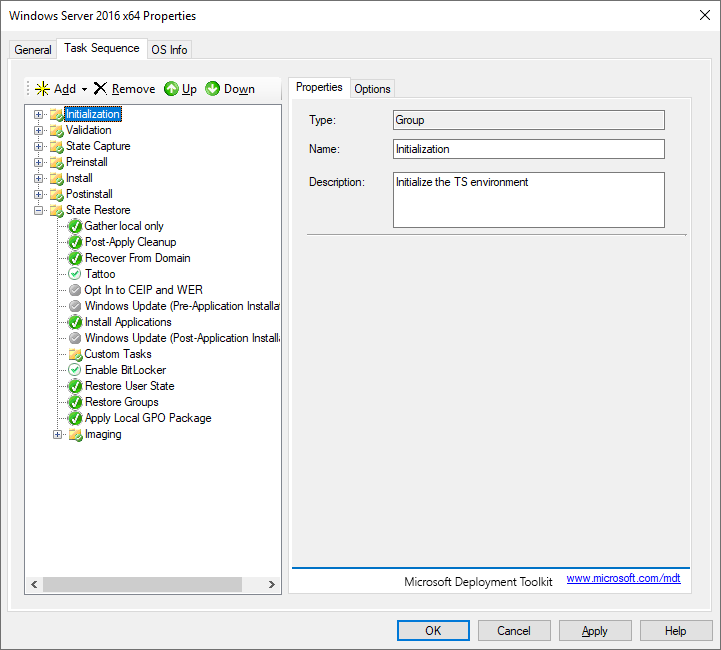 Windows Server 2016 x64 Properties
General Task Sequence OS Info
Add Remove Up Down
Initialization
Validation
State Capture
Preinstall
Install
Postinstall
State Restore
Gather local only
Post-Apply Cleanup
Recover From Domain
Tattoo
Opt In to CEIP and WER
Windows Update (Pre-Application Installa
Install Applications
Windows Update (Post-Application Install
Custom Tasks
Enable BitLocker
Restore User State
Restore Groups
Apply Local GPO Package
Imaging
Properties Options
Type: Group
Name: Initialization
Description: Initialize the TS environment
Microsoft Deployment Toolkit www.microsoft.com/mdt
OK Cancel Apply Help